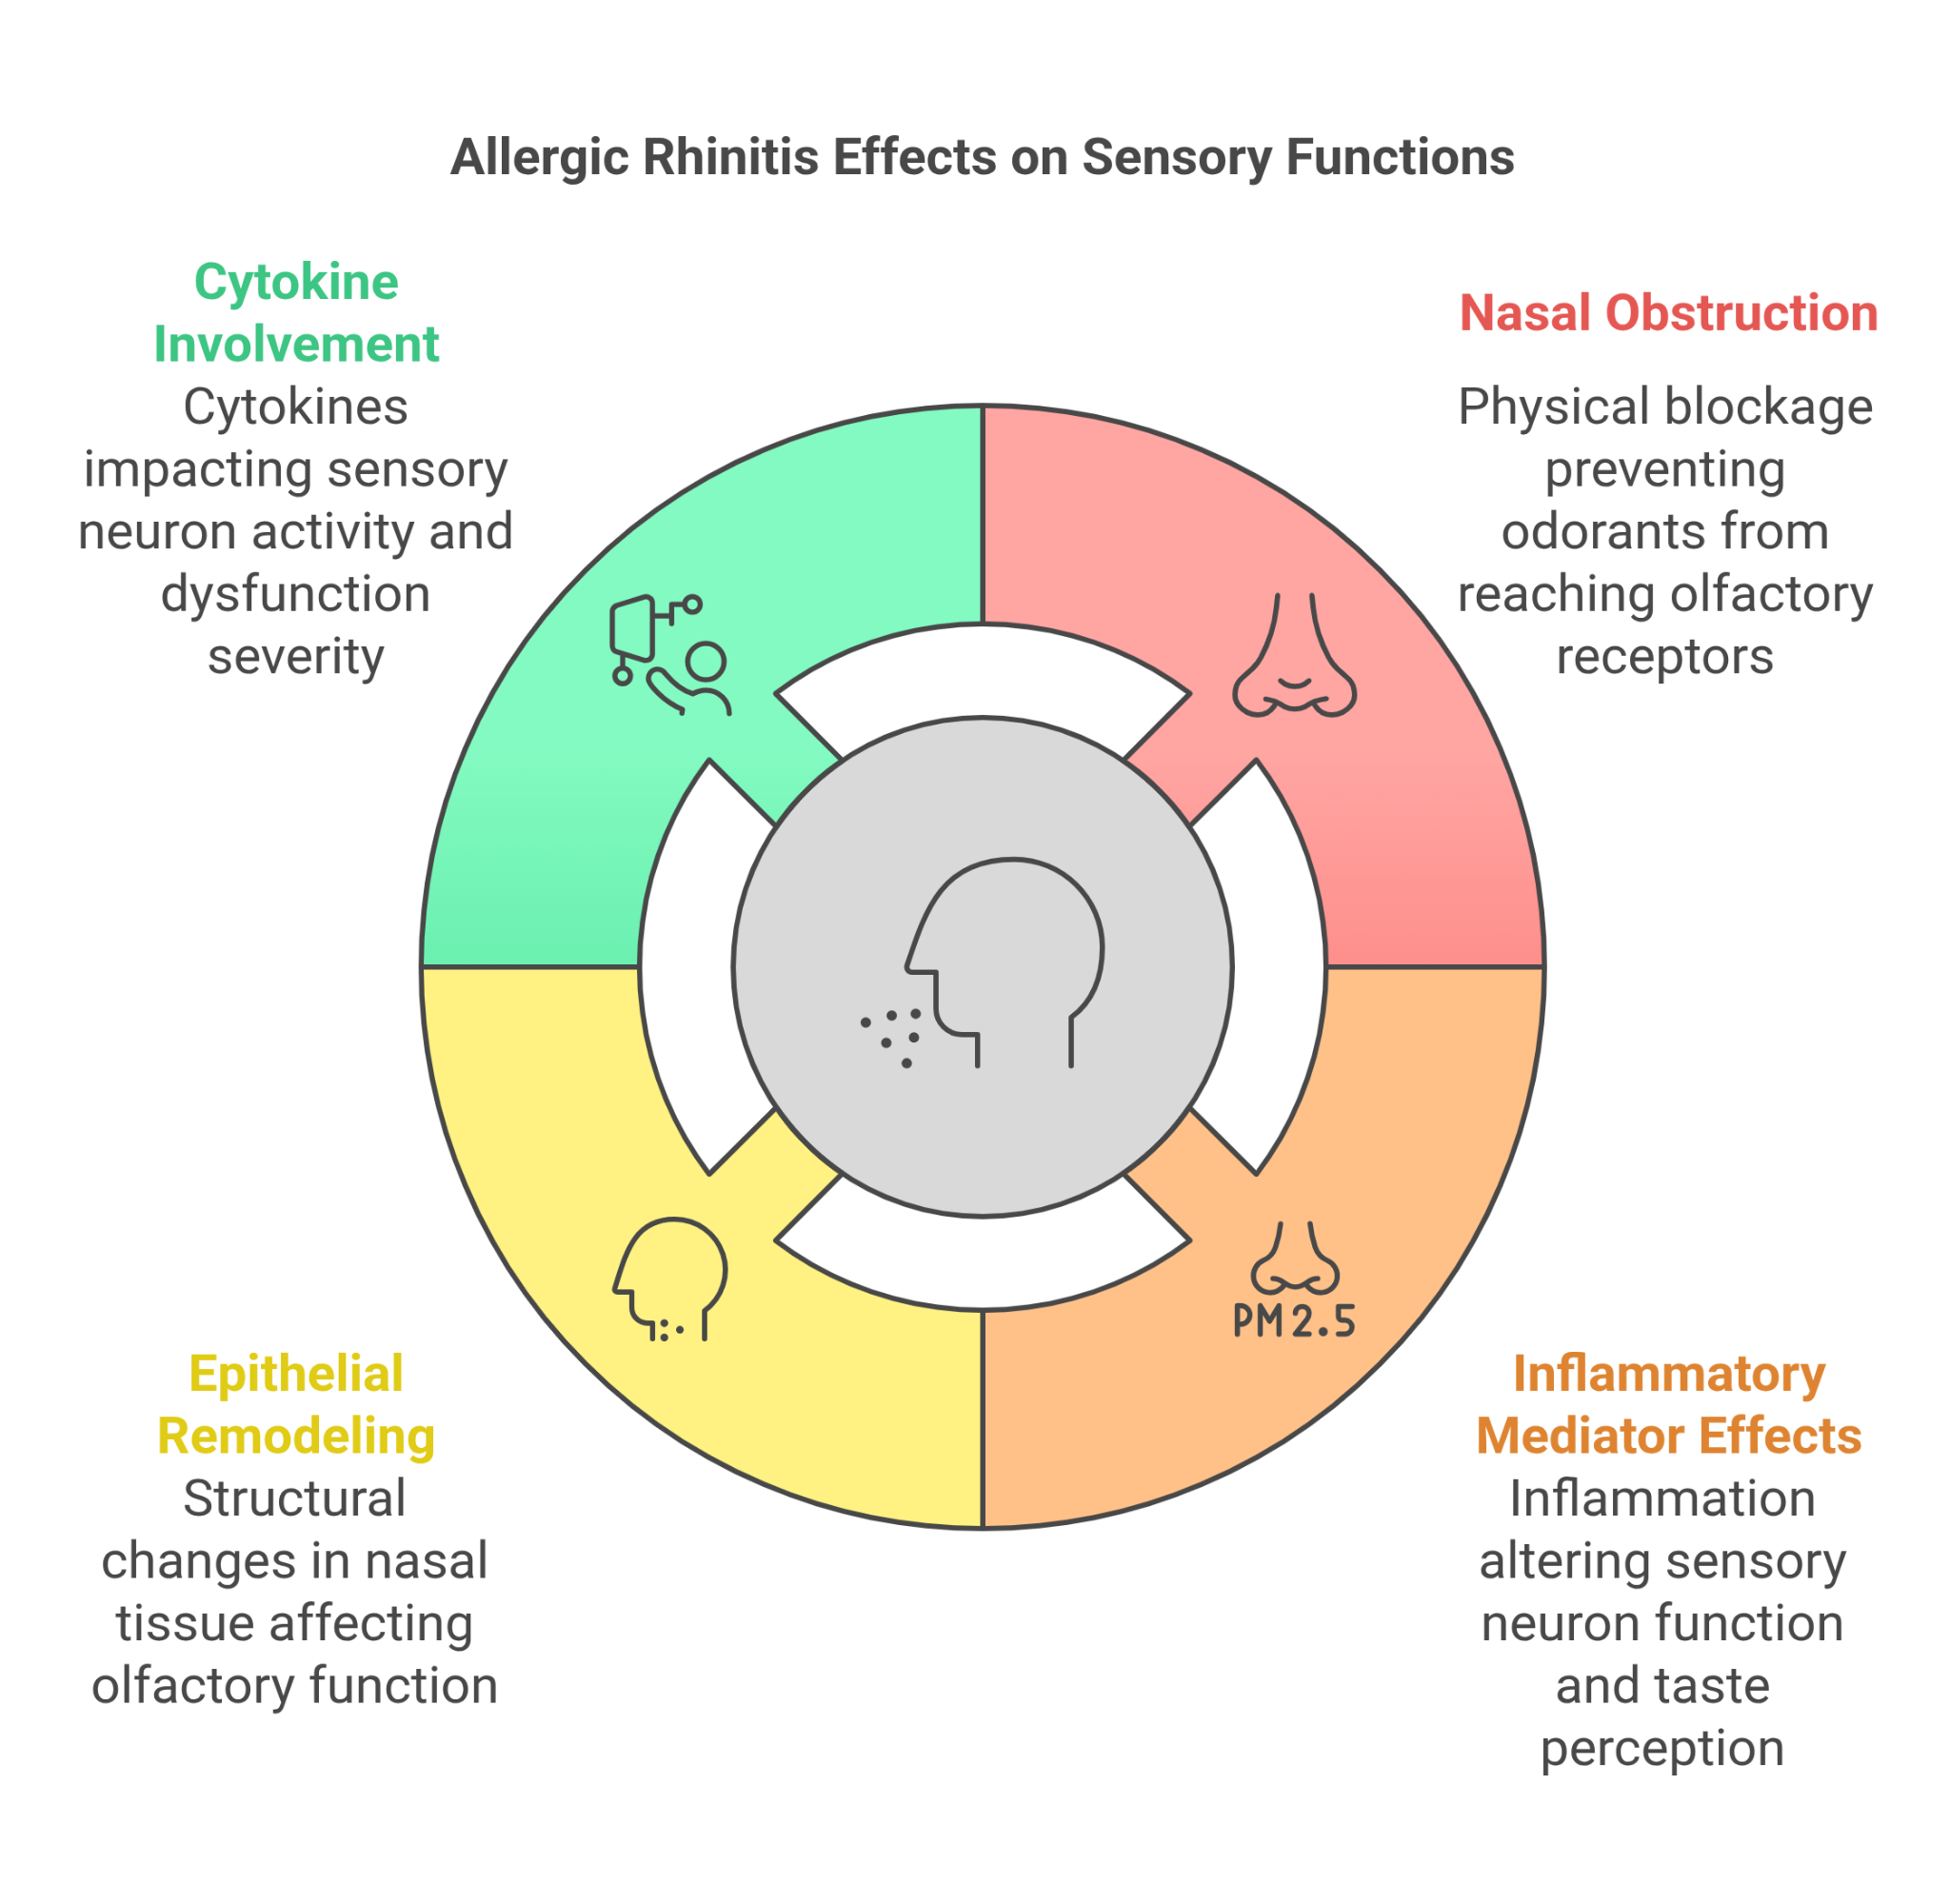 Allergic Rhinitis Effects on Sensory Functions
Cytokine
Involvement
Cytokines
impacting sensory
neuron activity and
dysfunction
severity
Nasal Obstruction
Physical blockage
preventing
odorants from
reaching olfactory
receptors
PM2.5
Epithelial
Remodeling
Structural
changes in nasal
tissue affecting
olfactory function
Inflammatory
Mediator Effects
Inflammation
altering sensory
neuron function
and taste
perception